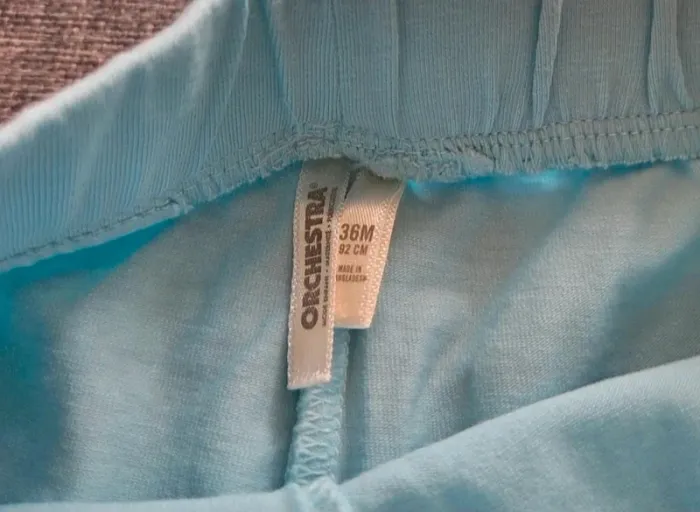 ORCHESTRA®
36M
92 CM
MADE IN
BANGLADESH